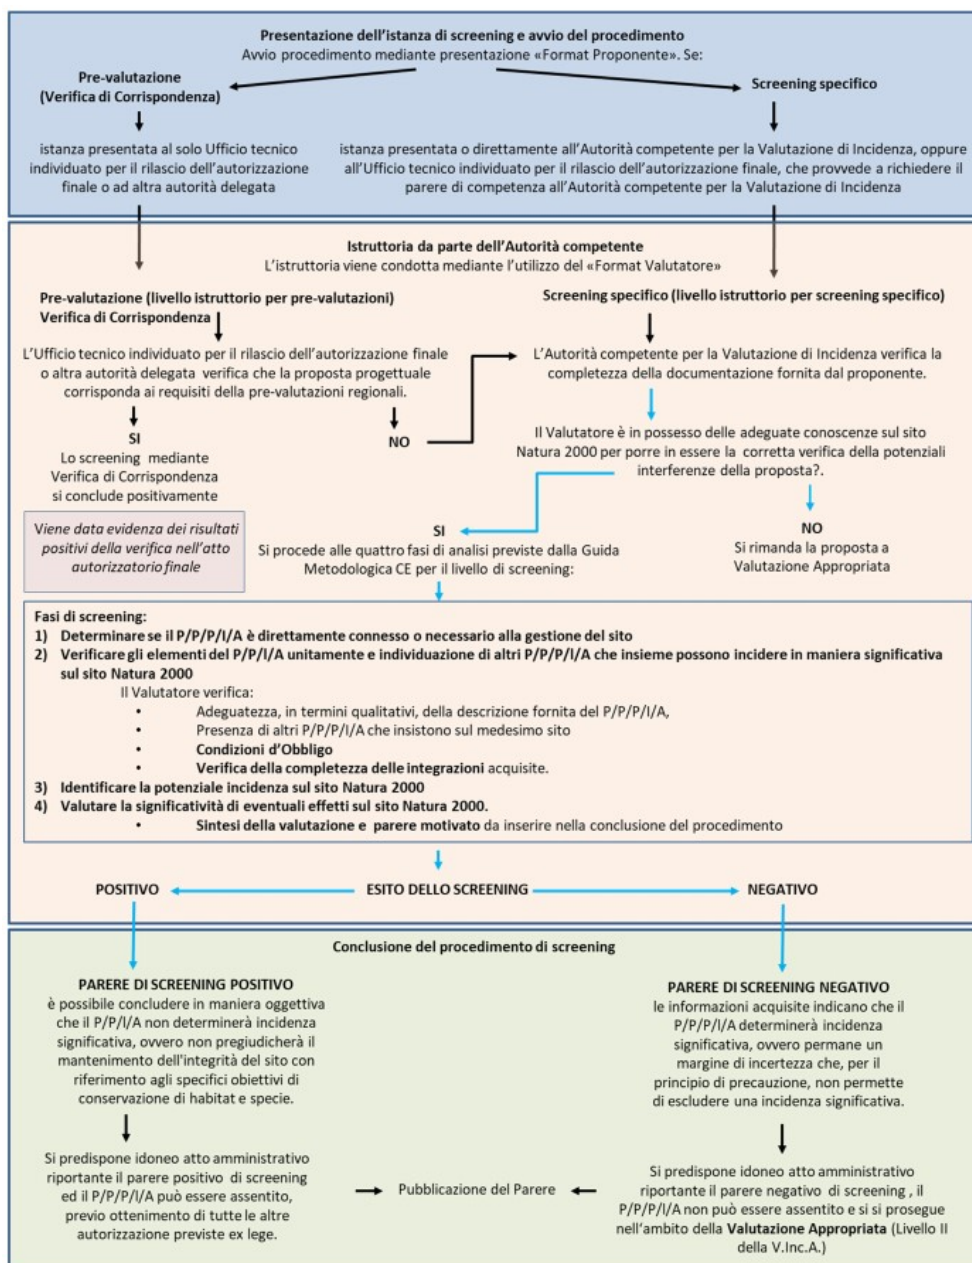 Presentazione dell'istanza di screening e avvio del procedimento
Avvio procedimento mediante presentazione «Format Proponente». Se:
Pre-valutazione
(Verifica di Corrispondenza)
Screening specifico
istanza presentata al solo Ufficio tecnico
individuato per il rilascio dell'autorizzazione
finale o ad altra autorità delegata
istanza presentata o direttamente all'Autorità competente per la Valutazione di Incidenza, oppure
all'Ufficio tecnico individuato per il rilascio dell'autorizzazione finale, che provvede a richiedere il
parere di competenza all'Autorità competente per la Valutazione di Incidenza
Istruttoria da parte dell'Autorità competente
L'istruttoria viene condotta mediante l'utilizzo del «Format Valutatore»
Pre-valutazione (livello istruttorio per pre-valutazioni)
Verifica di Corrispondenza
Screening specifico (livello istruttorio per screening specifico)
L'Ufficio tecnico individuato per il rilascio dell'autorizzazione finale
o altra autorità delegata verifica che la proposta progettuale
corrisponda ai requisiti della pre-valutazioni regionali.
L'Autorità competente per la Valutazione di Incidenza verifica la
completezza della documentazione fornita dal proponente.
SI
NO
Lo screening mediante
Verifica di Corrispondenza
si conclude positivamente
Il Valutatore è in possesso delle adeguate conoscenze sul sito
Natura 2000 per porre in essere la corretta verifica della potenziali
interferenze della proposta?.
Viene data evidenza dei risultati
positivi della verifica nell'atto
autorizzatorio finale
SI
Si procede alle quattro fasi di analisi previste dalla Guida
Metodologica CE per il livello di screening:
NO
Si rimanda la proposta a
Valutazione Appropriata
Fasi di screening:
1) Determinare se il P/P/P/I/A è direttamente connesso o necessario alla gestione del sito
2) Verificare gli elementi del P/P/I/A unitamente e individuazione di altri P/P/P/I/A che insieme possono incidere in maniera significativa
sul sito Natura 2000
Il Valutatore verifica:
• Adeguatezza, in termini qualitativi, della descrizione fornita del P/P/P/I/A,
• Presenza di altri P/P/P/I/A che insistono sul medesimo sito
• Condizioni d'Obbligo
• Verifica della completezza delle integrazioni acquisite.
3) Identificare la potenziale incidenza sul sito Natura 2000
4) Valutare la significatività di eventuali effetti sul sito Natura 2000.
• Sintesi della valutazione e parere motivato da inserire nella conclusione del procedimento
POSITIVO
ESITO DELLO SCREENING
NEGATIVO
Conclusione del procedimento di screening
PARERE DI SCREENING POSITIVO
è possibile concludere in maniera oggettiva
che il P/P/I/A non determinerà incidenza
significativa, ovvero non pregiudicherà il
mantenimento dell'integrità del sito con
riferimento agli specifici obiettivi di
conservazione di habitat e specie.
PARERE DI SCREENING NEGATIVO
le informazioni acquisite indicano che il
P/P/P/I/A determinerà incidenza
significativa, ovvero permane un
margine di incertezza che, per il
principio di precauzione, non permette
di escludere una incidenza significativa.
Si predispone idoneo atto amministrativo
riportante il parere positivo di screening
ed il P/P/P/I/A può essere assentito,
previo ottenimento di tutte le altre
autorizzazione previste ex lege.
Pubblicazione del Parere
Si predispone idoneo atto amministrativo
riportante il parere negativo di screening , il
P/P/P/I/A non può essere assentito e si si prosegue
nell'ambito della Valutazione Appropriata (Livello II
della V.Inc.A.)